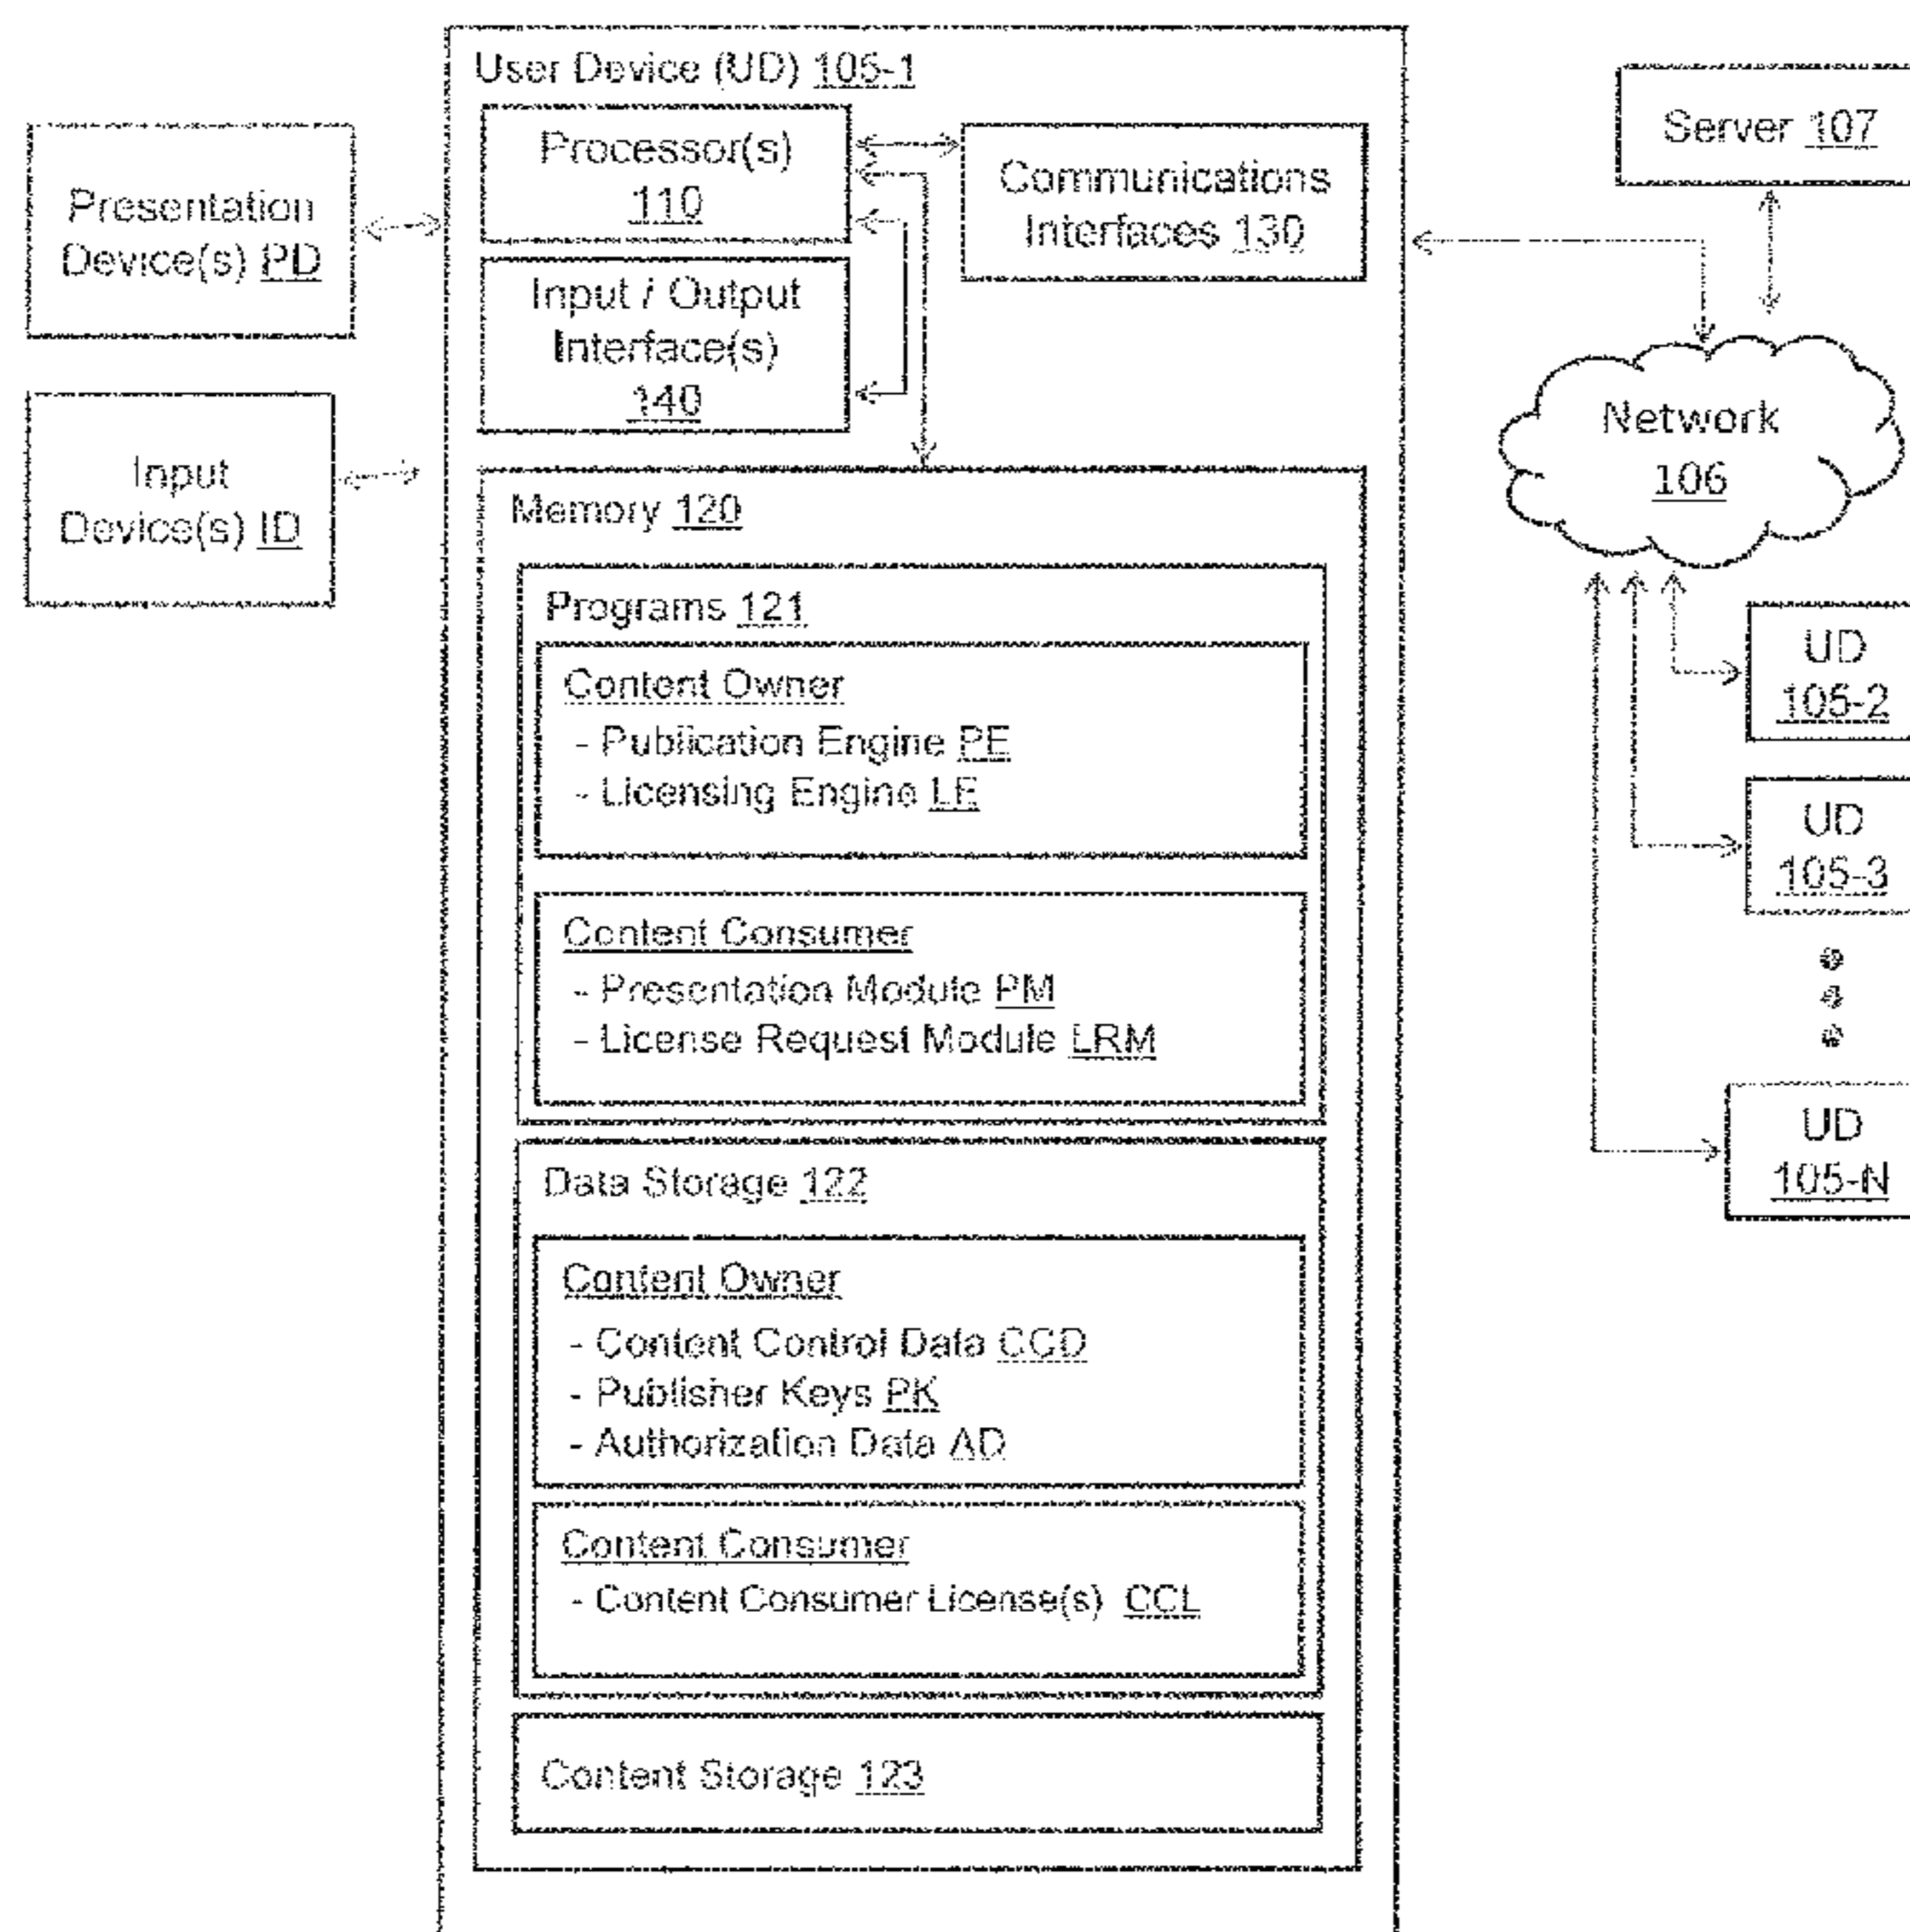 User Device (UD) 105-1
Processor(s)
110
Communications
Interfaces 130
Input / Output
Interface(s)
140
Presentation
Device(s) PD
Input
Device(s) ID
Server 107
Network
106
UD
105-2
UD
105-3
UD
105-N
Memory 120
Programs 121
Content Owner
- Publication Engine PE
- Licensing Engine LE
Content Consumer
- Presentation Module PM
- License Request Module LRM
Data Storage 122
Content Owner
- Content Control Data CCD
- Publisher Keys PK
- Authorization Data AD
Content Consumer
- Content Consumer License(s) CCL
Content Storage 123